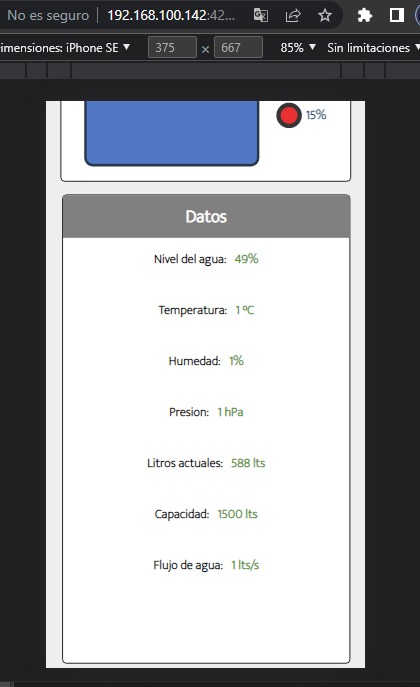 No es seguro | 192.168.100.142:42...
imensiones: iPhone SE ▼ 375 × 667 85% ▼ Sin limitaciones ▼
15%
Datos
Nivel del agua: 49%
Temperatura: 1 ºC
Humedad: 1%
Presion: 1 hPa
Litros actuales: 588 lts
Capacidad: 1500 lts
Flujo de agua: 1 lts/s